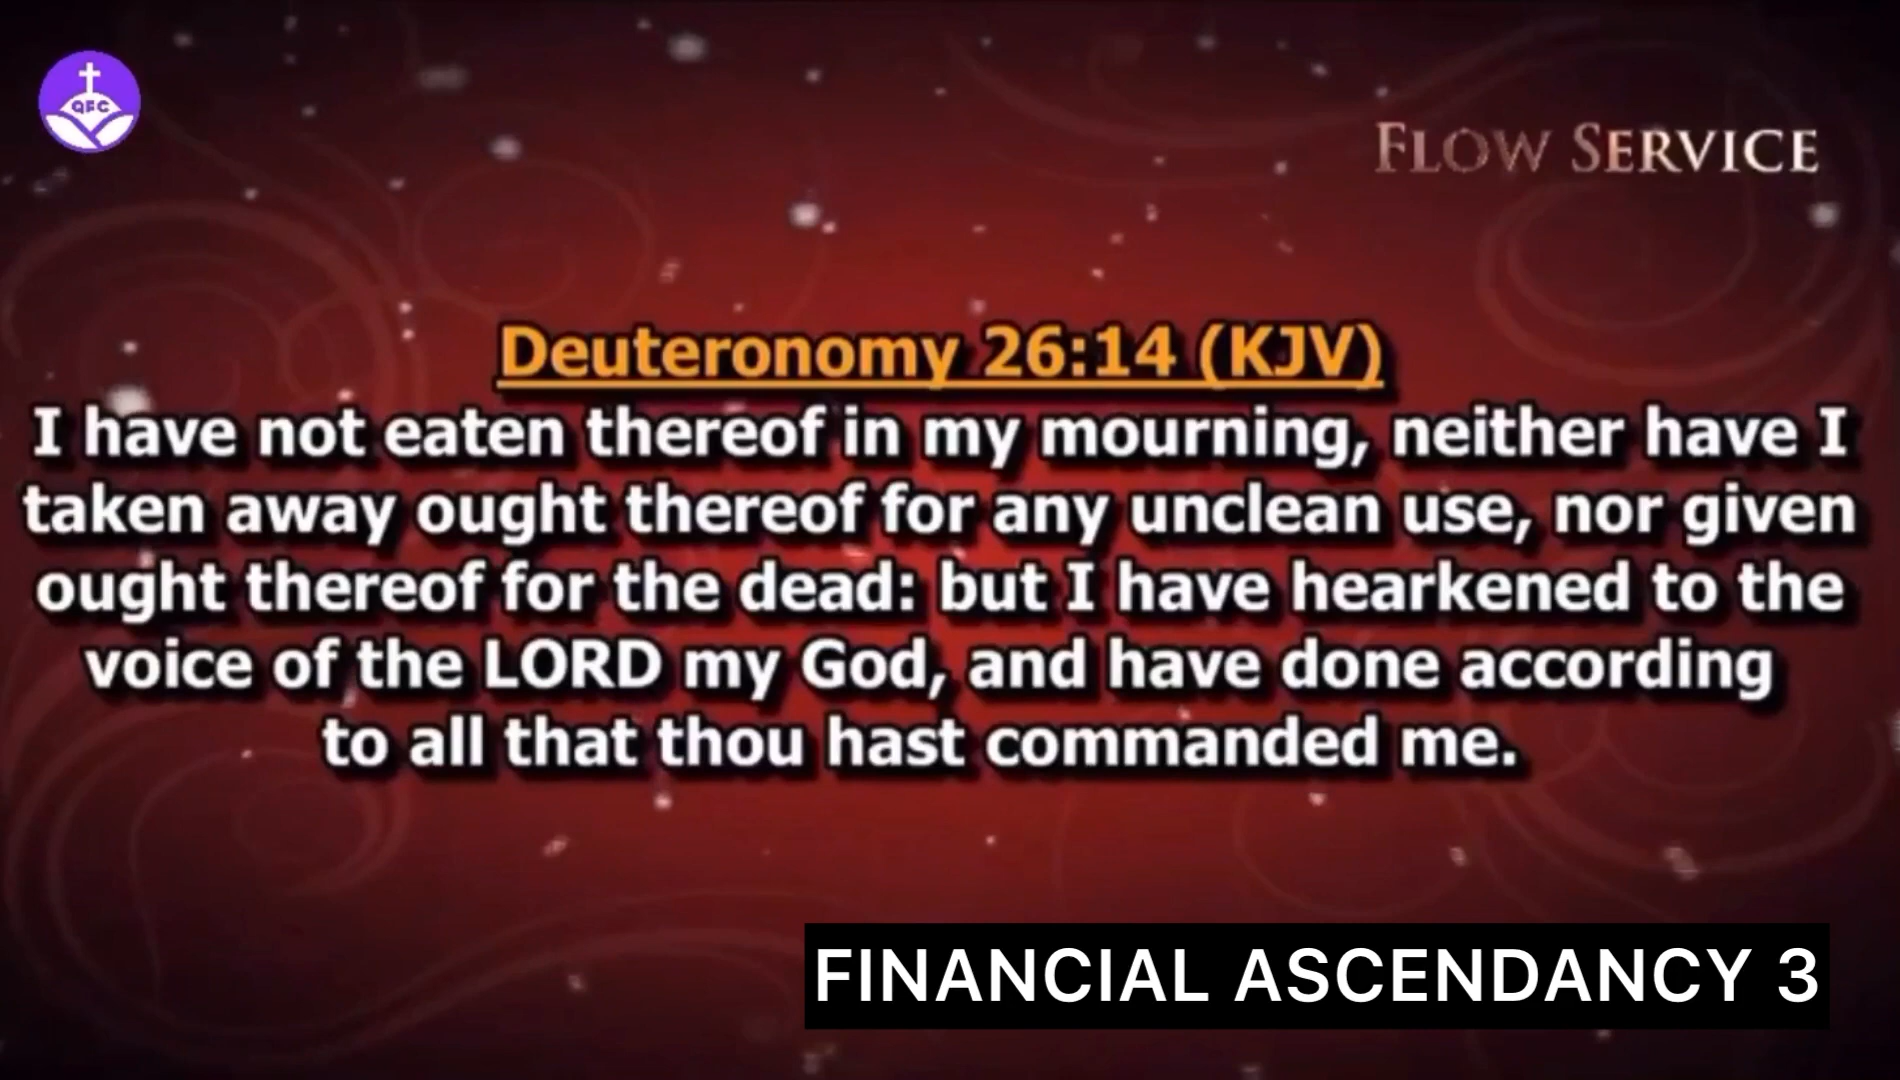 QFC
FLOW SERVICE
Deuteronomy 26:14 (KJV)
I have not eaten thereof in my mourning, neither have I
taken away ought thereof for any unclean use, nor given
ought thereof for the dead: but I have hearkened to the
voice of the LORD my God, and have done according
to all that thou hast commanded me.
FINANCIAL ASCENDANCY 3